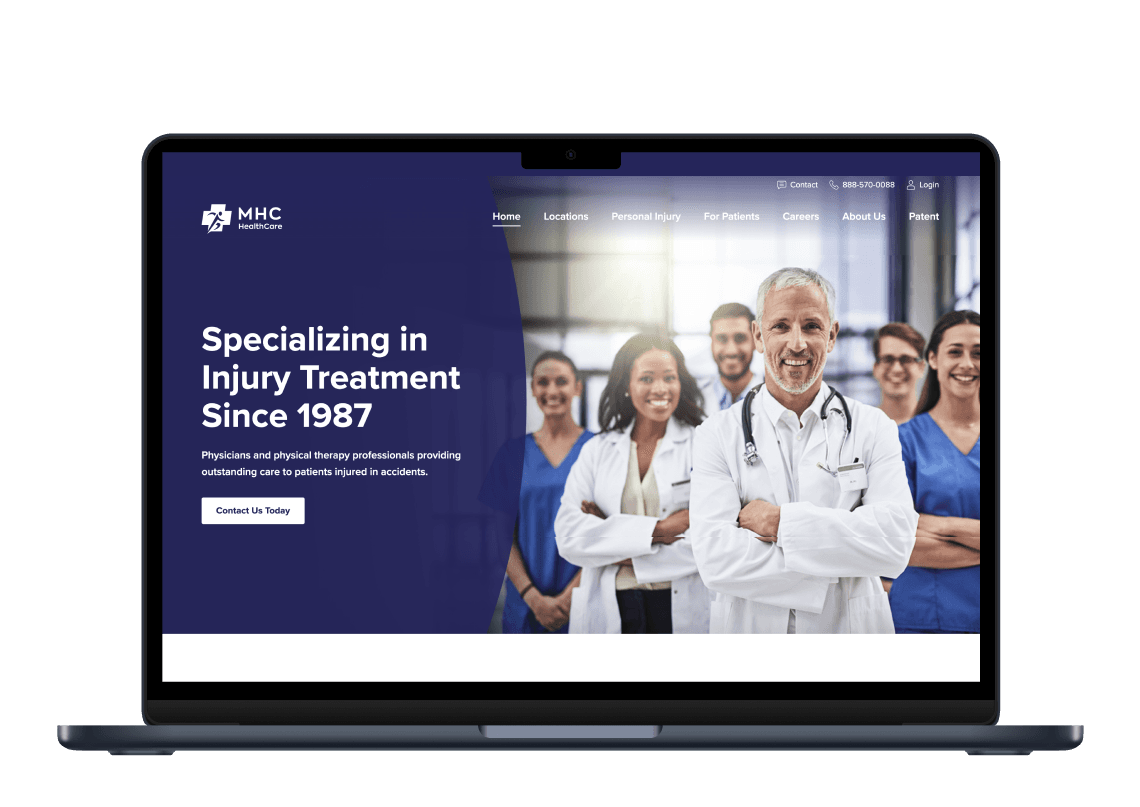 Contact 888-570-0088 Login
MHC
HealthCare
Home Locations Personal Injury For Patients Careers About Us Patent
Specializing in
Injury Treatment
Since 1987
Physicians and physical therapy professionals providing
outstanding care to patients injured in accidents.
Contact Us Today